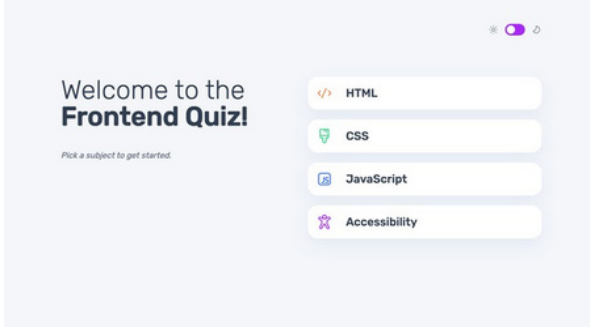 Welcome to the
Frontend Quiz!
Pick a subject to get started.
HTML
CSS
JavaScript
Accessibility